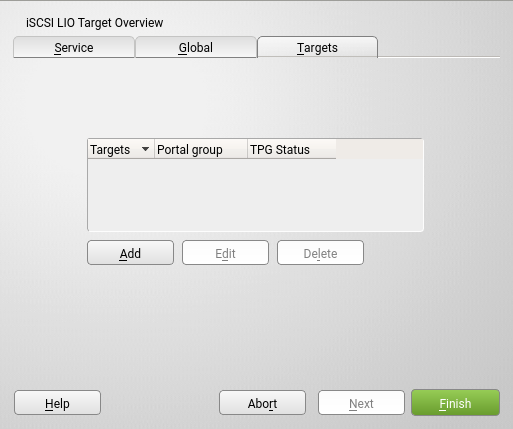 iSCSI LIO Target Overview
Service Global Targets
Targets Portal group TPG Status
Add Edit Delete
Help Abort Next Finish